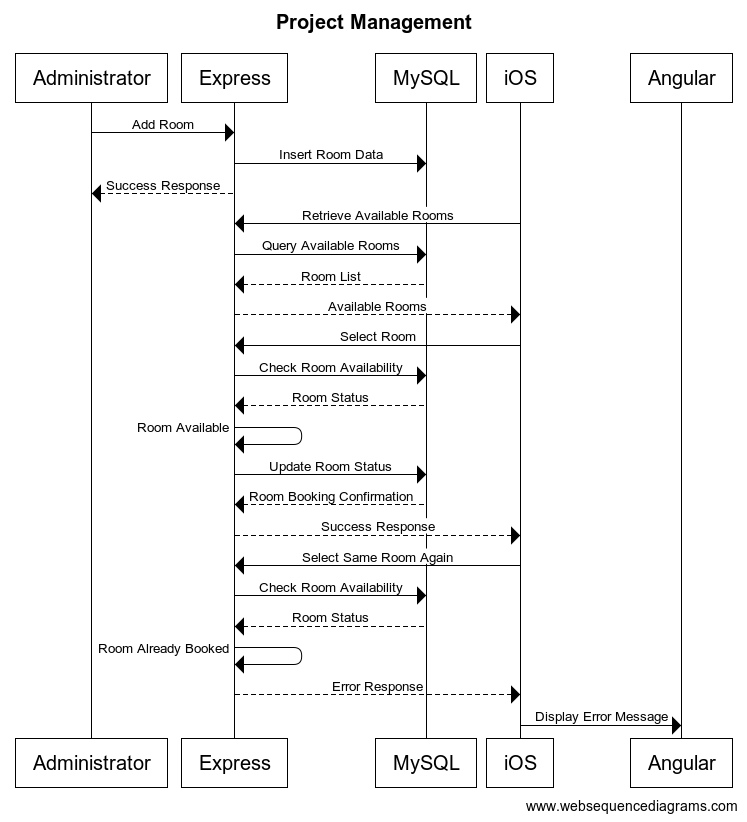 Project Management
Administrator
Express
MySQL
iOS
Angular
Add Room
Insert Room Data
Success Response
Retrieve Available Rooms
Query Available Rooms
Room List
Available Rooms
Select Room
Check Room Availability
Room Status
Room Available
Update Room Status
Room Booking Confirmation
Success Response
Select Same Room Again
Check Room Availability
Room Status
Room Already Booked
Error Response
Display Error Message
Administrator
Express
MySQL
iOS
Angular
www.websequencediagrams.com